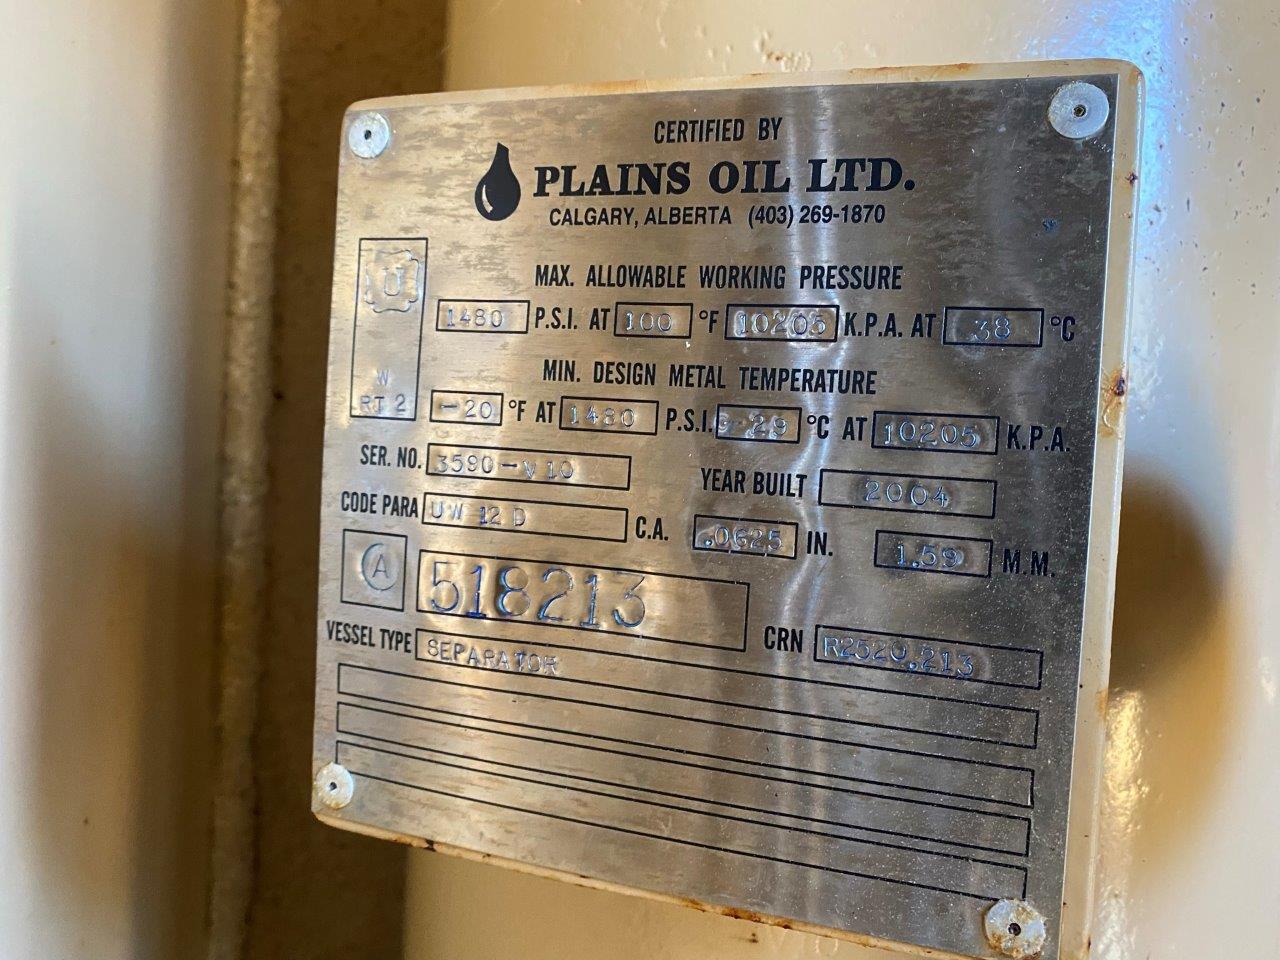 CERTIFIED BY
PLAINS OIL LTD.
CALGARY, ALBERTA (403) 269-1870
U
W
RT 2
MAX. ALLOWABLE WORKING PRESSURE
1480 P.S.I. AT 100 °F 10205 K.P.A. AT 38 °C
MIN. DESIGN METAL TEMPERATURE
-20 °F AT 1480 P.S.I. -29 °C AT 10205 K.P.A.
SER. NO. 3590-V10 YEAR BUILT 2004
CODE PARA UW 12 D C.A. .0625 IN. 1.59 M.M.
A 518213
VESSEL TYPE SEPARATOR CRN R2520.213